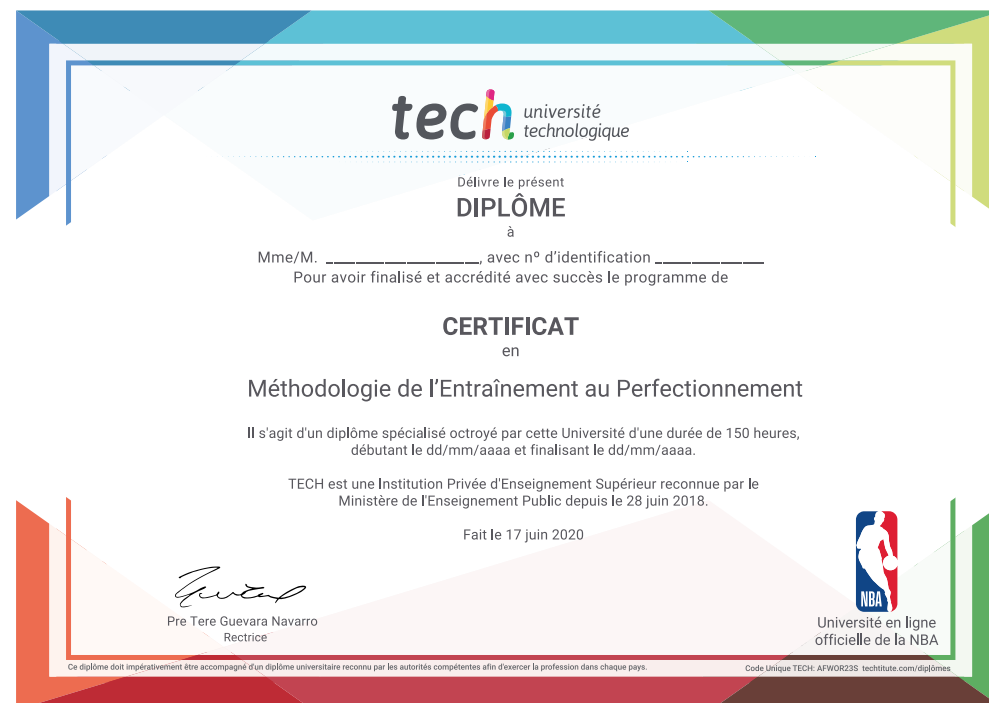 tech université
technologique
Délivre le présent
DIPLÔME
à
Mme/M. ____________________, avec nº d'identification ______________
Pour avoir finalisé et accrédité avec succès le programme de
CERTIFICAT
en
Méthodologie de l'Entraînement au Perfectionnement
Il s'agit d'un diplôme spécialisé octroyé par cette Université d'une durée de 150 heures,
débutant le dd/mm/aaaa et finalisant le dd/mm/aaaa.
TECH est une Institution Privée d'Enseignement Supérieur reconnue par le
Ministère de l'Enseignement Public depuis le 28 juin 2018.
Fait le 17 juin 2020
Pre Tere Guevara Navarro
Rectrice
NBA
Université en ligne
officielle de la NBA
Ce diplôme doit impérativement être accompagné d'un diplôme universitaire reconnu par les autorités compétentes afin d'exercer la profession dans chaque pays.
Code Unique TECH: AFWOR23S techtitute.com/diplômes